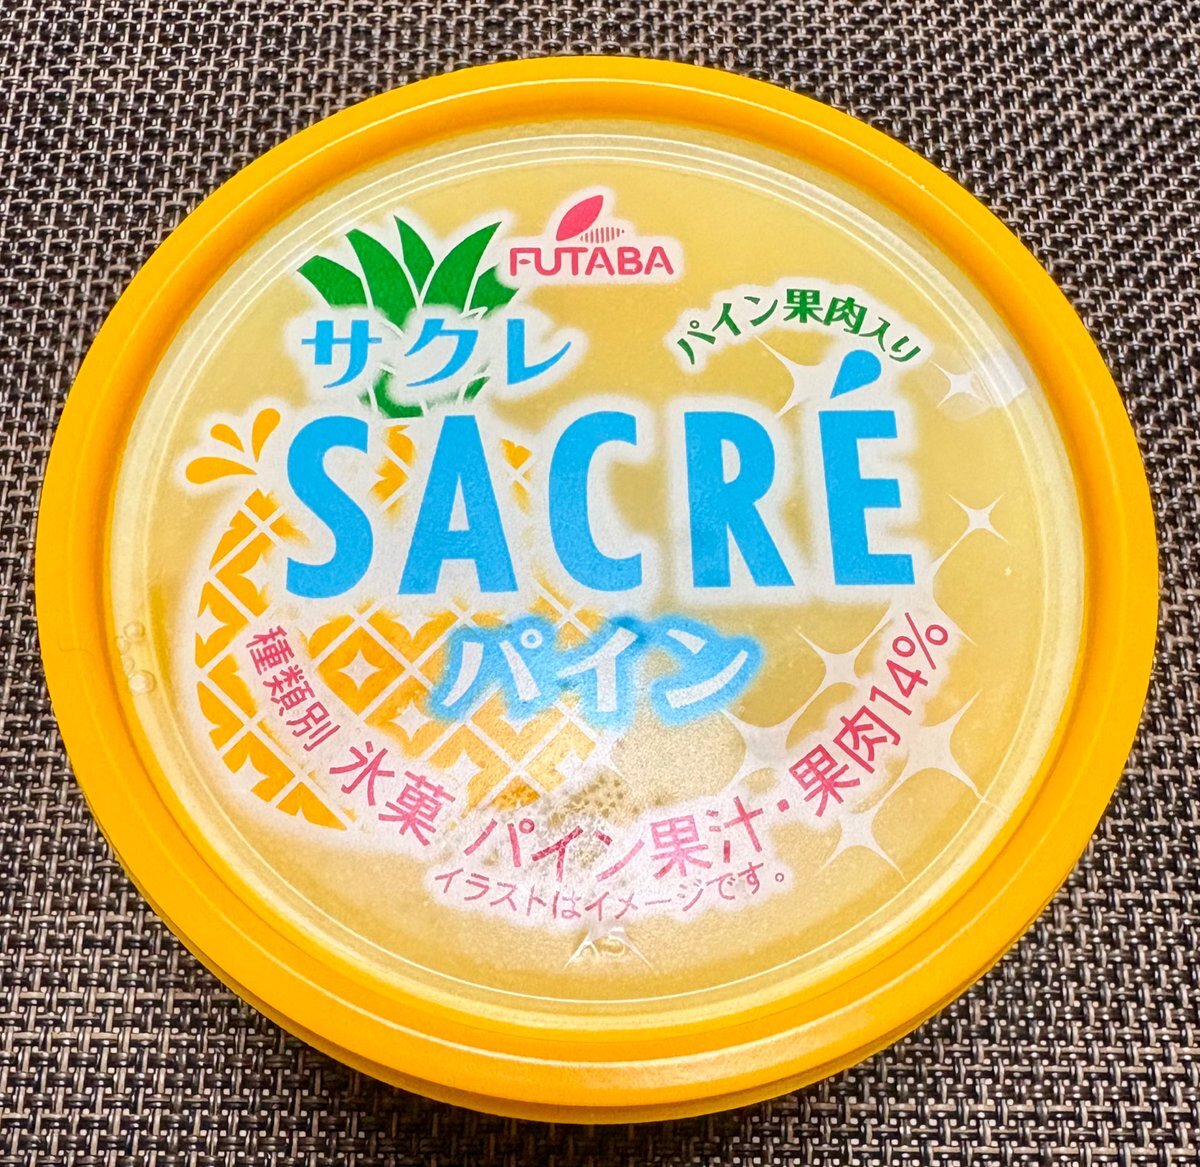 FUTABA
サクレ
パイン果肉入り
SACRÉ
パイン
種類別 氷菓 パイン果汁・果肉14%
イラストはイメージです。
A5